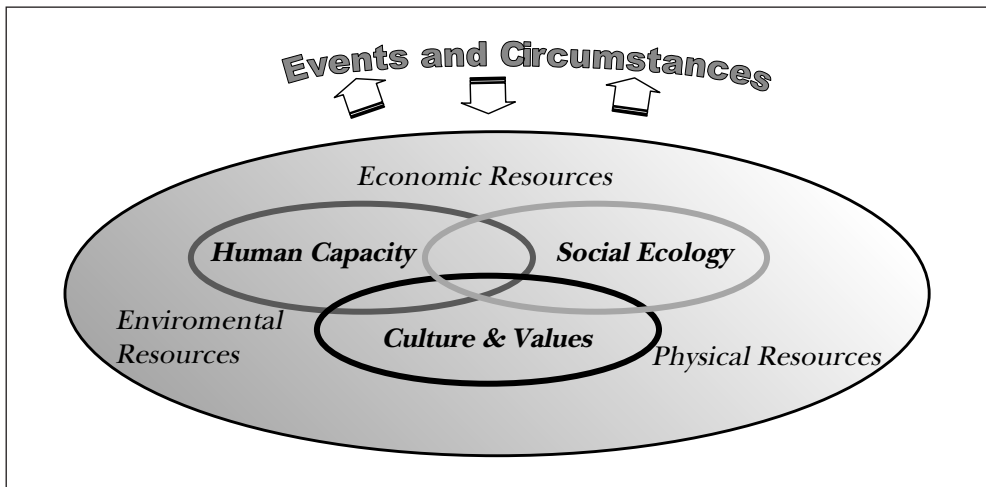 Events and Circumstances
Economic Resources
Human Capacity
Social Ecology
Enviromental
Resources
Culture & Values
Physical Resources